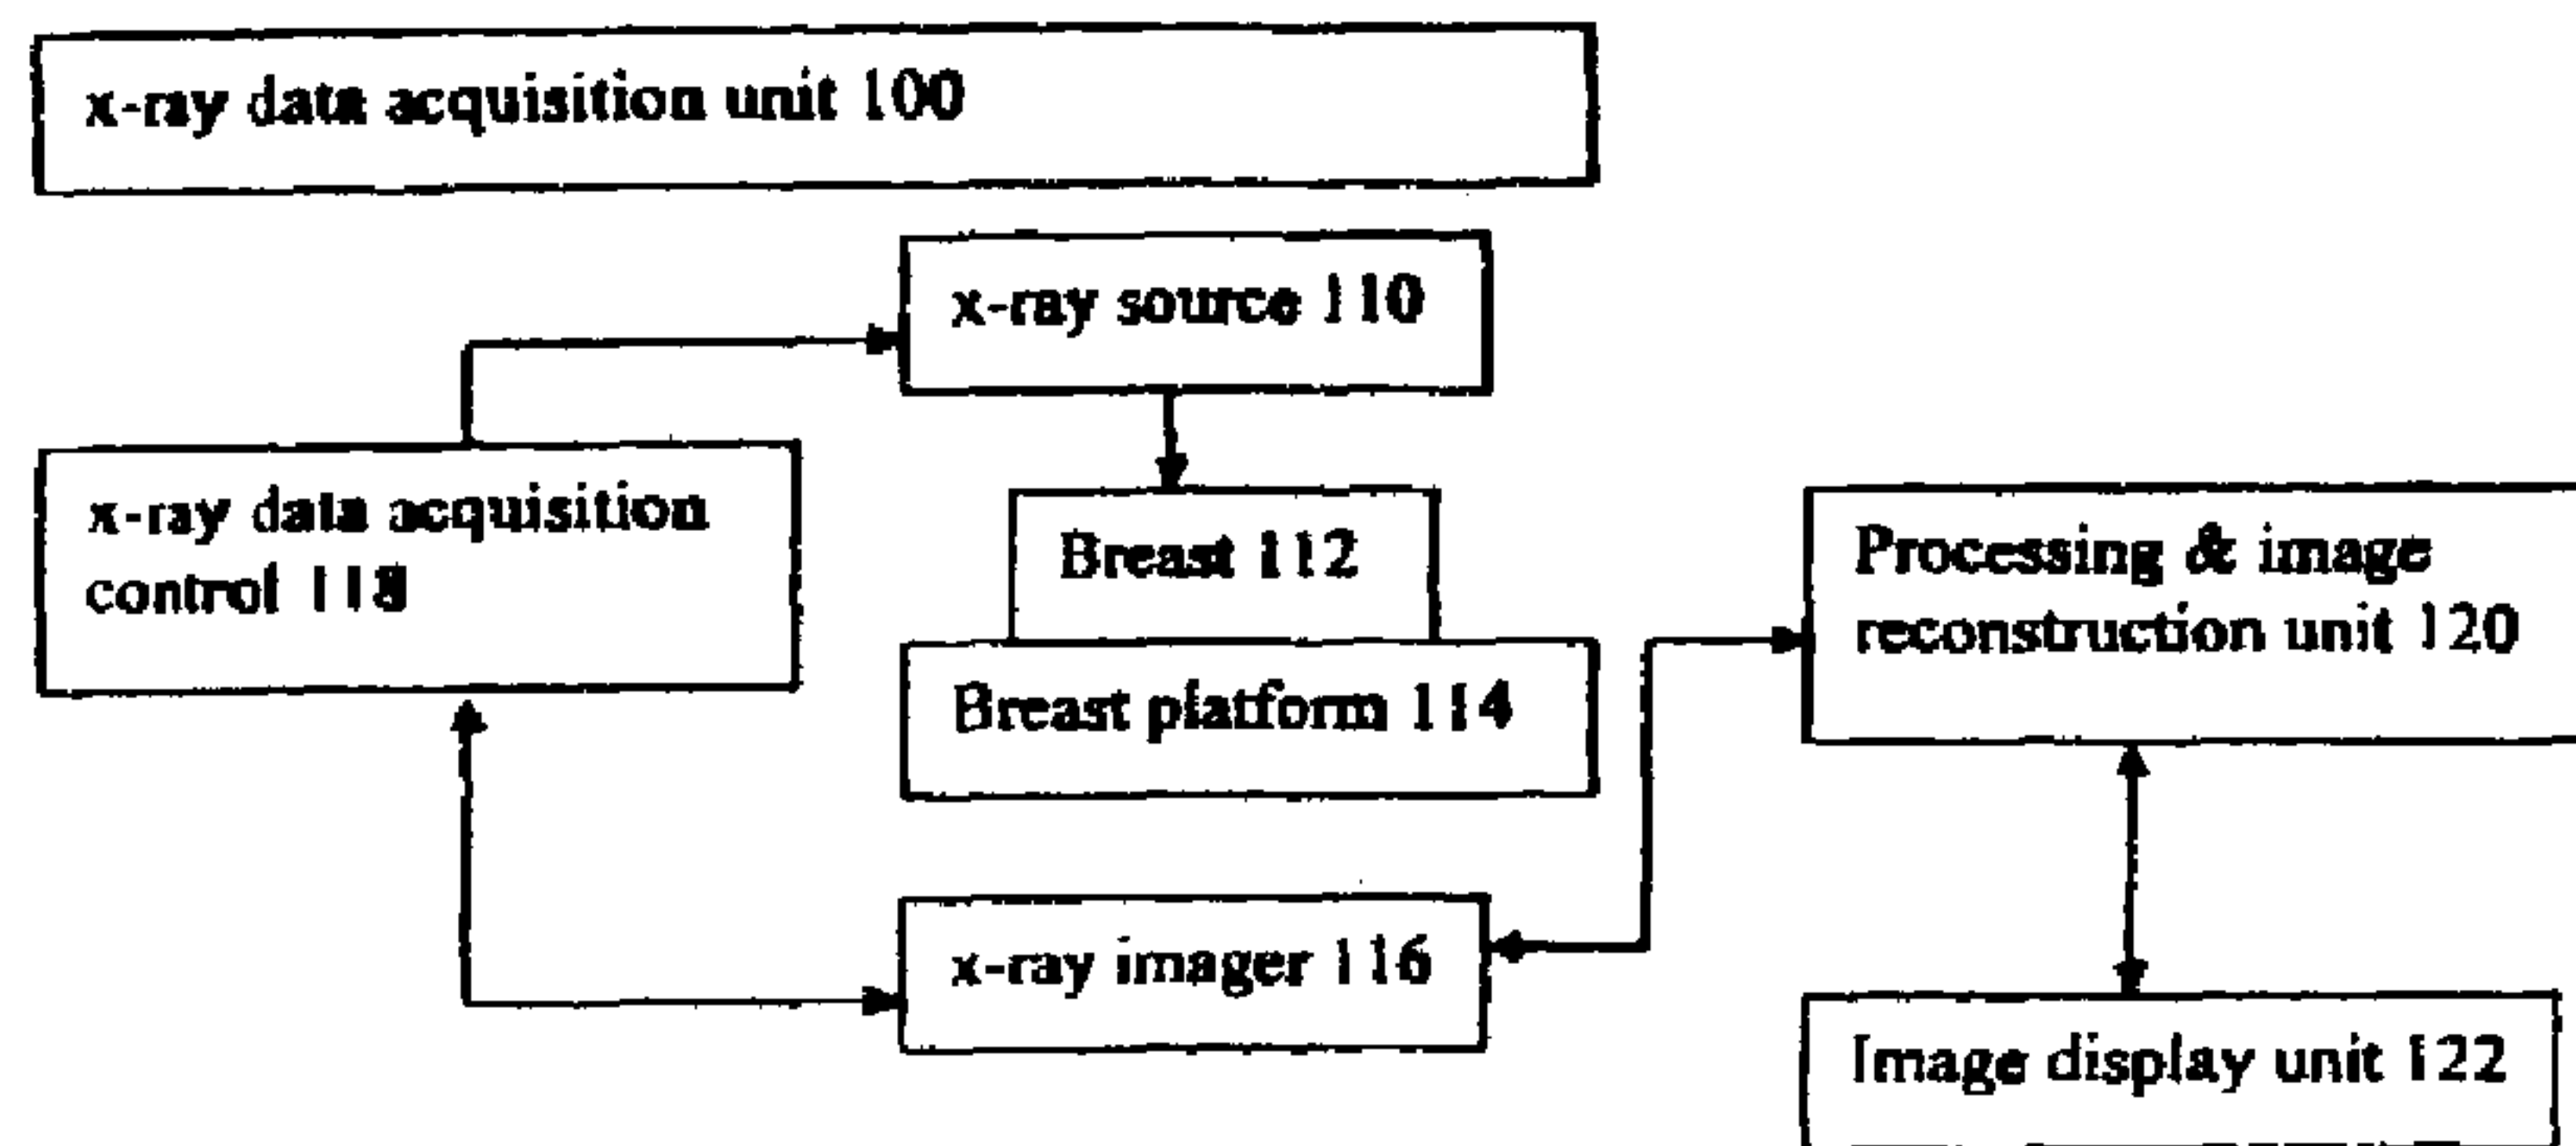 x-ray data acquisition unit 100
x-ray source 110
x-ray data acquisition
control 118
Breast 112
Breast platform 114
Processing & image
reconstruction unit 120
x-ray imager 116
Image display unit 122